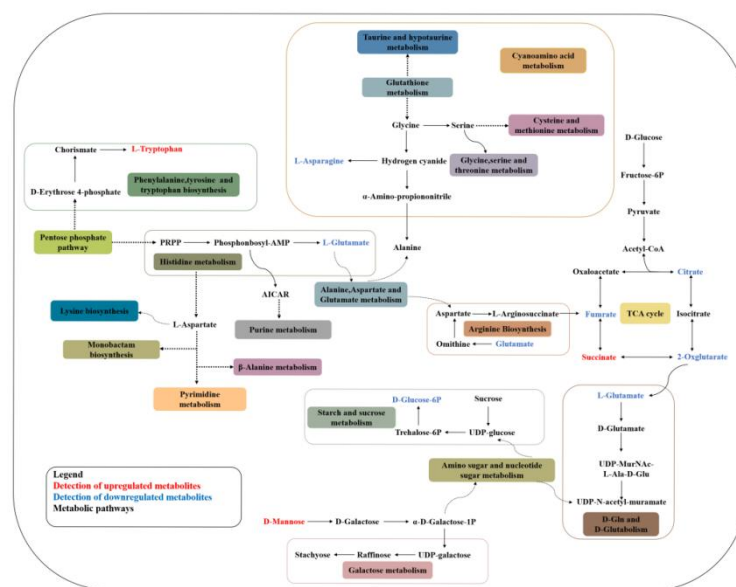 Taurine and hypotaurine
metabolism
Cyanoamino acid
metabolism
Glutathione
metabolism
Glycine
Serine
Cysteine and
methionine metabolism
L-Asparagine
Hydrogen cyanide
Glycine,serine and
threonine metabolism
α-Amino-propiononitrile
Alanine
Chorismate
L-Tryptophan
D-Erythrose 4-phosphate
Phenylalanine,tyrosine and
tryptophan biosynthesis
Pentose phosphate
pathway
PRPP
Phosphonbosyl-AMP
L-Glutamate
Histidine metabolism
AICAR
Purine metabolism
Lysine biosynthesis
L-Aspartate
Monobactam
biosynthesis
β-Alanine metabolism
Pyrimidine
metabolism
Alanine,Aspartate and
Glutamate metabolism
Aspartate
L-Arginosuccinate
Arginine Biosynthesis
Ornithine
Glutamate
D-Glucose
Fructose-6P
Pyruvate
Acetyl-CoA
Oxaloacetate
Citrate
Fumrate
TCA cycle
Isocitrate
Succinate
2-Oxglutarate
D-Glucose-6P
Sucrose
Starch and sucrose
metabolism
Trehalose-6P
UDP-glucose
Amino sugar and nucleotide
sugar metabolism
L-Glutamate
D-Glutamate
UDP-MurNAc-
L-Ala-D-Glu
UDP-N-acetyl-muramate
D-Gln and
D-Glutabolism
D-Mannose
D-Galactose
α-D-Galactose-1P
Stachyose
Raffinose
UDP-galactose
Galactose metabolism
Legend
Detection of upregulated metabolites
Detection of downregulated metabolites
Metabolic pathways